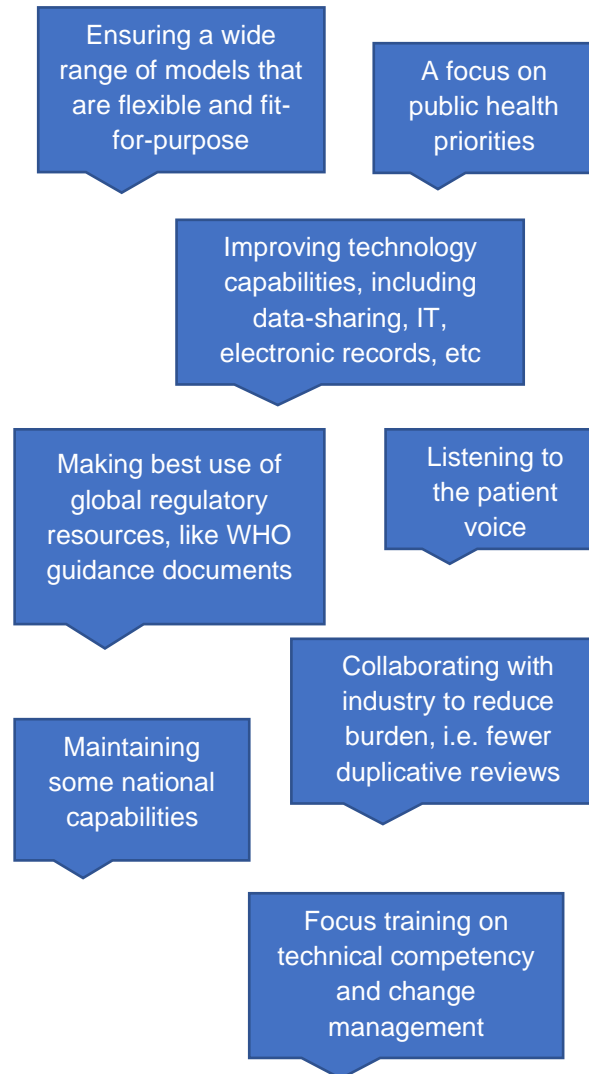 Ensuring a wide
range of models that
are flexible and fit-
for-purpose
A focus on
public health
priorities
Improving technology
capabilities, including
data-sharing, IT,
electronic records, etc
Making best use of
global regulatory
resources, like WHO
guidance documents
Listening to
the patient
voice
Collaborating with
industry to reduce
burden, i.e. fewer
duplicative reviews
Maintaining
some national
capabilities
Focus training on
technical competency
and change
management